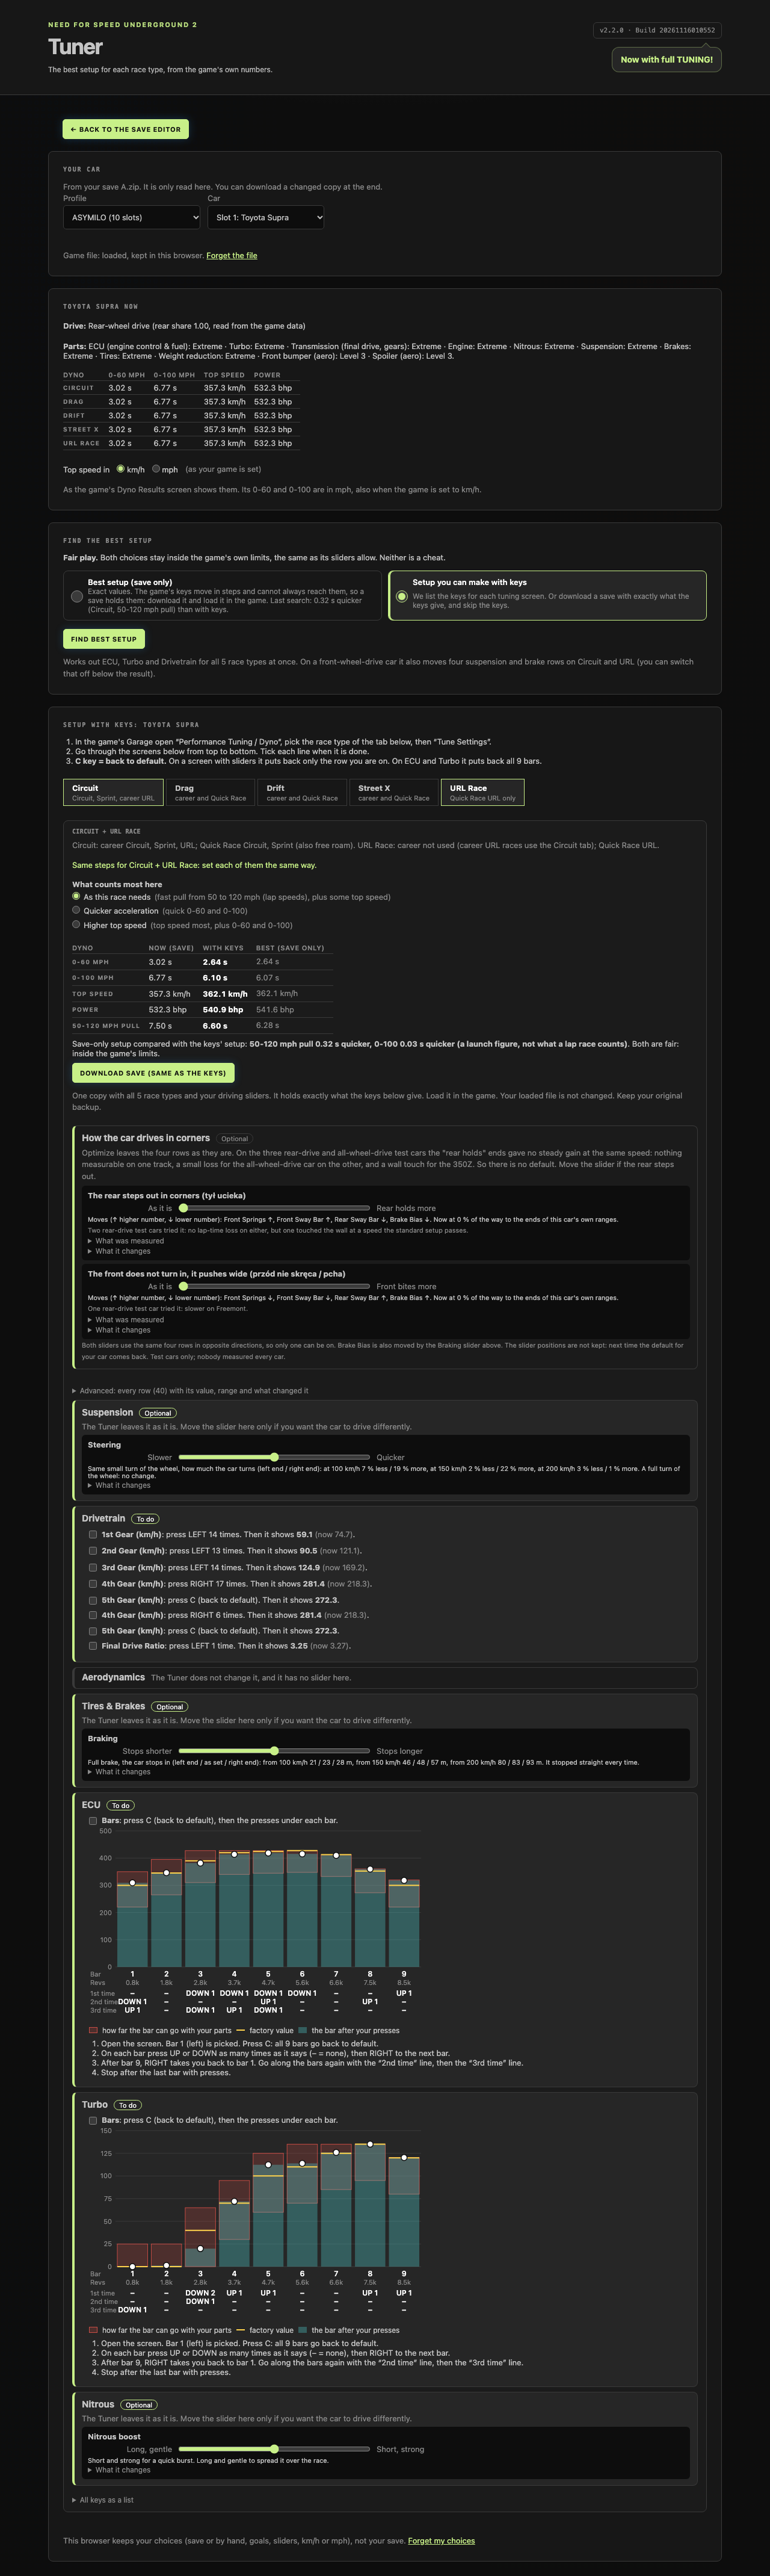 NEED FOR SPEED UNDERGROUND 2
Tuner
The best setup for each race type, from the game's own numbers.
v2.2.0 · Build 20261116010552
Now with full TUNING!
← BACK TO THE SAVE EDITOR
YOUR CAR
From your save A.zip. It is only read here. You can download a changed copy at the end.
Profile
Car
ASYMILO (10 slots)
Slot 1: Toyota Supra
Game file: loaded, kept in this browser. Forget the file
TOYOTA SUPRA NOW
Drive: Rear-wheel drive (rear share 1.00, read from the game data)
Parts: ECU (engine control & fuel): Extreme · Turbo: Extreme · Transmission (final drive, gears): Extreme · Engine: Extreme · Nitrous: Extreme · Suspension: Extreme · Brakes:
Extreme · Tires: Extreme · Weight reduction: Extreme · Front bumper (aero): Level 3 · Spoiler (aero): Level 3.
DYNO 0-60 MPH 0-100 MPH TOP SPEED POWER
CIRCUIT 3.02 s 6.77 s 357.3 km/h 532.3 bhp
DRAG 3.02 s 6.77 s 357.3 km/h 532.3 bhp
DRIFT 3.02 s 6.77 s 357.3 km/h 532.3 bhp
STREET X 3.02 s 6.77 s 357.3 km/h 532.3 bhp
URL RACE 3.02 s 6.77 s 357.3 km/h 532.3 bhp
Top speed in km/h mph (as your game is set)
As the game's Dyno Results screen shows them. Its 0-60 and 0-100 are in mph, also when the game is set to km/h.
FIND THE BEST SETUP
Fair play. Both choices stay inside the game's own limits, the same as its sliders allow. Neither is a cheat.
Best setup (save only)
Exact values. The game's keys move in steps and cannot always reach them, so a
save holds them: download it and load it in the game. Last search: 0.32 s quicker
(Circuit, 50-120 mph pull) than with keys.
Setup you can make with keys
We list the keys for each tuning screen. Or download a save with exactly what the
keys give, and skip the keys.
FIND BEST SETUP
Works out ECU, Turbo and Drivetrain for all 5 race types at once. On a front-wheel-drive car it also moves four suspension and brake rows on Circuit and URL (you can switch
that off below the result).
SETUP WITH KEYS: TOYOTA SUPRA
1. In the game's Garage open "Performance Tuning / Dyno", pick the race type of the tab below, then "Tune Settings".
2. Go through the screens below from top to bottom. Tick each line when it is done.
3. C key = back to default. On a screen with sliders it puts back only the row you are on. On ECU and Turbo it puts back all 9 bars.
Circuit
Circuit, Sprint, career URL
Drag
career and Quick Race
Drift
career and Quick Race
Street X
career and Quick Race
URL Race
Quick Race URL only
CIRCUIT + URL RACE
Circuit: career Circuit, Sprint, URL; Quick Race Circuit, Sprint (also free roam). URL Race: career not used (career URL races use the Circuit tab); Quick Race URL.
Same steps for Circuit + URL Race: set each of them the same way.
What counts most here
As this race needs (fast pull from 50 to 120 mph (lap speeds), plus some top speed)
Quicker acceleration (quick 0-60 and 0-100)
Higher top speed (top speed most, plus 0-60 and 0-100)
DYNO NOW (SAVE) WITH KEYS BEST (SAVE ONLY)
0-60 MPH 3.02 s 2.64 s 2.64 s
0-100 MPH 6.77 s 6.10 s 6.07 s
TOP SPEED 357.3 km/h 362.1 km/h 362.1 km/h
POWER 532.3 bhp 540.9 bhp 541.6 bhp
50-120 MPH PULL 7.50 s 6.60 s 6.28 s
Save-only setup compared with the keys' setup: 50-120 mph pull 0.32 s quicker, 0-100 0.03 s quicker (a launch figure, not what a lap race counts). Both are fair:
inside the game's limits.
DOWNLOAD SAVE (SAME AS THE KEYS)
One copy with all 5 race types and your driving sliders. It holds exactly what the keys below give. Load it in the game. Your loaded file is not changed. Keep your original
backup.
How the car drives in corners Optional
Optimize leaves the four rows as they are. On the three rear-drive and all-wheel-drive test cars the "rear holds" ends gave no steady gain at the same speed: nothing
measurable on one track, a small loss for the all-wheel-drive car on the other, and a wall touch for the 350Z. So there is no default. Move the slider if the rear steps
out.
The rear steps out in corners (tył ucieka)
As it is Rear holds more
Moves (↑ higher number, ↓ lower number): Front Springs ↑, Front Sway Bar ↑, Rear Sway Bar ↓, Brake Bias ↓. Now at 0 % of the way to the ends of this car's own ranges.
Two rear-drive test cars tried it: no lap-time loss on either, but one touched the wall at a speed the standard setup passes.
▶ What was measured
▶ What it changes
The front does not turn in, it pushes wide (przód nie skręca / pcha)
As it is Front bites more
Moves (↑ higher number, ↓ lower number): Front Springs ↓, Front Sway Bar ↓, Rear Sway Bar ↑, Brake Bias ↑. Now at 0 % of the way to the ends of this car's own ranges.
One rear-drive test car tried it: slower on Freemont.
▶ What was measured
▶ What it changes
Both sliders use the same four rows in opposite directions, so only one can be on. Brake Bias is also moved by the Braking slider above. The slider positions are not kept: next time the default for
your car comes back. Test cars only; nobody measured every car.
▶ Advanced: every row (40) with its value, range and what changed it
Suspension Optional
The Tuner leaves it as it is. Move the slider here only if you want the car to drive differently.
Steering
Slower Quicker
Same small turn of the wheel, how much the car turns (left end / right end): at 100 km/h 7 % less / 19 % more, at 150 km/h 2 % less / 22 % more, at 200 km/h 3 % less / 1 % more. A full turn of
the wheel: no change.
▶ What it changes
Drivetrain To do
1st Gear (km/h): press LEFT 14 times. Then it shows 59.1 (now 74.7).
2nd Gear (km/h): press LEFT 13 times. Then it shows 90.5 (now 121.1).
3rd Gear (km/h): press LEFT 14 times. Then it shows 124.9 (now 169.2).
4th Gear (km/h): press RIGHT 17 times. Then it shows 281.4 (now 218.3).
5th Gear (km/h): press C (back to default). Then it shows 272.3.
4th Gear (km/h): press RIGHT 6 times. Then it shows 281.4 (now 218.3).
5th Gear (km/h): press C (back to default). Then it shows 272.3.
Final Drive Ratio: press LEFT 1 time. Then it shows 3.25 (now 3.27).
Aerodynamics The Tuner does not change it, and it has no slider here.
Tires & Brakes Optional
The Tuner leaves it as it is. Move the slider here only if you want the car to drive differently.
Braking
Stops shorter Stops longer
Full brake, the car stops in (left end / as set / right end): from 100 km/h 21 / 23 / 28 m, from 150 km/h 46 / 48 / 57 m, from 200 km/h 80 / 83 / 93 m. It stopped straight every time.
▶ What it changes
ECU To do
Bars: press C (back to default), then the presses under each bar.
500
400
300
200
100
0
Bar 1 2 3 4 5 6 7 8 9
Revs 0.8k 1.8k 2.8k 3.7k 4.7k 5.6k 6.6k 7.5k 8.5k
1st time – – DOWN 1 DOWN 1 DOWN 1 DOWN 1 – – UP 1
2nd time DOWN 1 – – – UP 1 – – UP 1 –
3rd time UP 1 – DOWN 1 UP 1 DOWN 1 – – – –
how far the bar can go with your parts factory value the bar after your presses
1. Open the screen. Bar 1 (left) is picked. Press C: all 9 bars go back to default.
2. On each bar press UP or DOWN as many times as it says (– = none), then RIGHT to the next bar.
3. After bar 9, RIGHT takes you back to bar 1. Go along the bars again with the "2nd time" line, then the "3rd time" line.
4. Stop after the last bar with presses.
Turbo To do
Bars: press C (back to default), then the presses under each bar.
150
125
100
75
50
25
0
Bar 1 2 3 4 5 6 7 8 9
Revs 0.8k 1.8k 2.8k 3.7k 4.7k 5.6k 6.6k 7.5k 8.5k
1st time – – DOWN 2 UP 1 UP 1 – – UP 1 UP 1
2nd time – – DOWN 1 – – – – – –
3rd time DOWN 1 – – – – – – – –
how far the bar can go with your parts factory value the bar after your presses
1. Open the screen. Bar 1 (left) is picked. Press C: all 9 bars go back to default.
2. On each bar press UP or DOWN as many times as it says (– = none), then RIGHT to the next bar.
3. After bar 9, RIGHT takes you back to bar 1. Go along the bars again with the "2nd time" line, then the "3rd time" line.
4. Stop after the last bar with presses.
Nitrous Optional
The Tuner leaves it as it is. Move the slider here only if you want the car to drive differently.
Nitrous boost
Long, gentle Short, strong
Short and strong for a quick burst. Long and gentle to spread it over the race.
▶ What it changes
▶ All keys as a list
This browser keeps your choices (save or by hand, goals, sliders, km/h or mph), not your save. Forget my choices